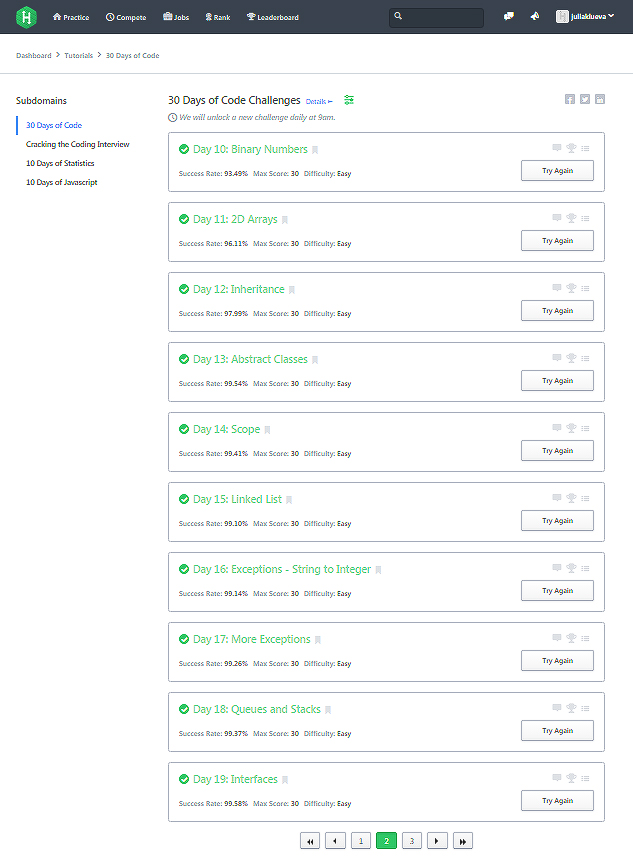 H Practice Compete Jobs Rank Leaderboard juliaklueva
Dashboard > Tutorials > 30 Days of Code
Subdomains
30 Days of Code
Cracking the Coding Interview
10 Days of Statistics
10 Days of Javascript
30 Days of Code Challenges Details
We will unlock a new challenge daily at 9am.
Day 10: Binary Numbers
Success Rate: 93.49% Max Score: 30 Difficulty: Easy
Try Again
Day 11: 2D Arrays
Success Rate: 96.11% Max Score: 30 Difficulty: Easy
Try Again
Day 12: Inheritance
Success Rate: 97.99% Max Score: 30 Difficulty: Easy
Try Again
Day 13: Abstract Classes
Success Rate: 99.54% Max Score: 30 Difficulty: Easy
Try Again
Day 14: Scope
Success Rate: 99.41% Max Score: 30 Difficulty: Easy
Try Again
Day 15: Linked List
Success Rate: 99.10% Max Score: 30 Difficulty: Easy
Try Again
Day 16: Exceptions - String to Integer
Success Rate: 99.14% Max Score: 30 Difficulty: Easy
Try Again
Day 17: More Exceptions
Success Rate: 99.26% Max Score: 30 Difficulty: Easy
Try Again
Day 18: Queues and Stacks
Success Rate: 99.37% Max Score: 30 Difficulty: Easy
Try Again
Day 19: Interfaces
Success Rate: 99.58% Max Score: 30 Difficulty: Easy
Try Again
1 2 3